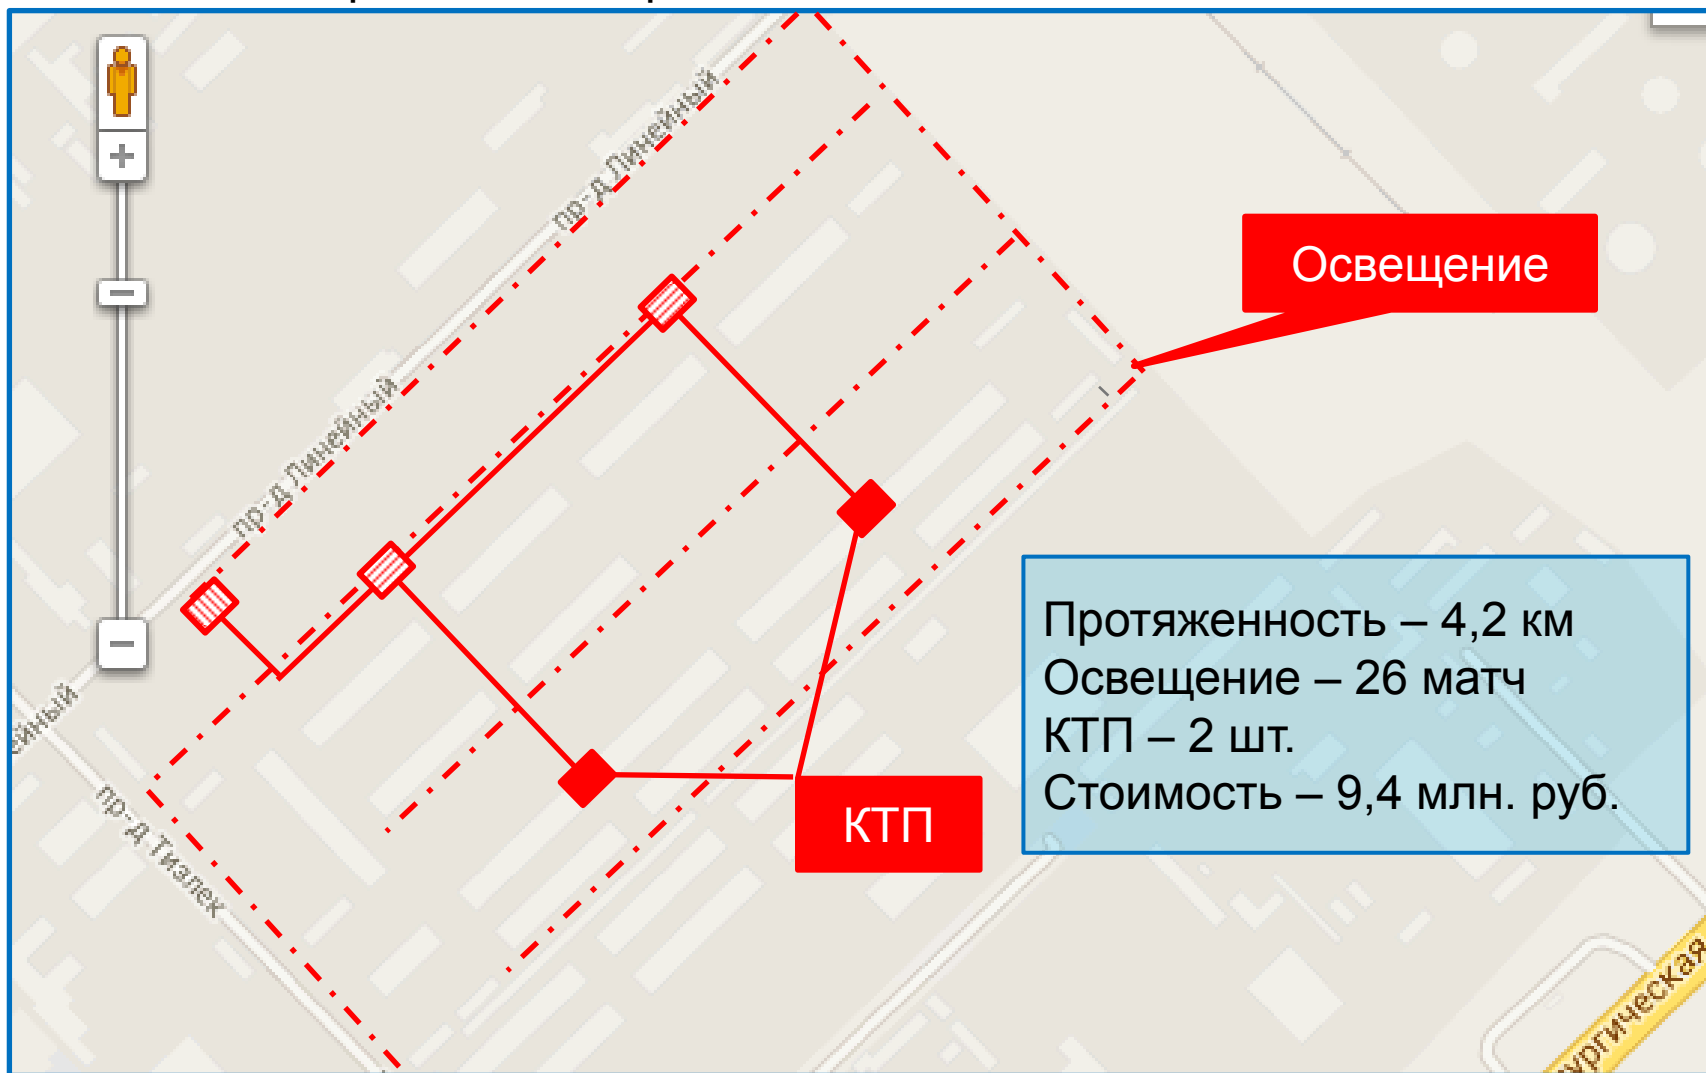 пр-д Линейный
Освещение
пр-д Линейный
Протяженность – 4,2 км
Освещение – 26 матч
КТП – 2 шт.
Стоимость – 9,4 млн. руб.
КТП
пр-д Тизлек